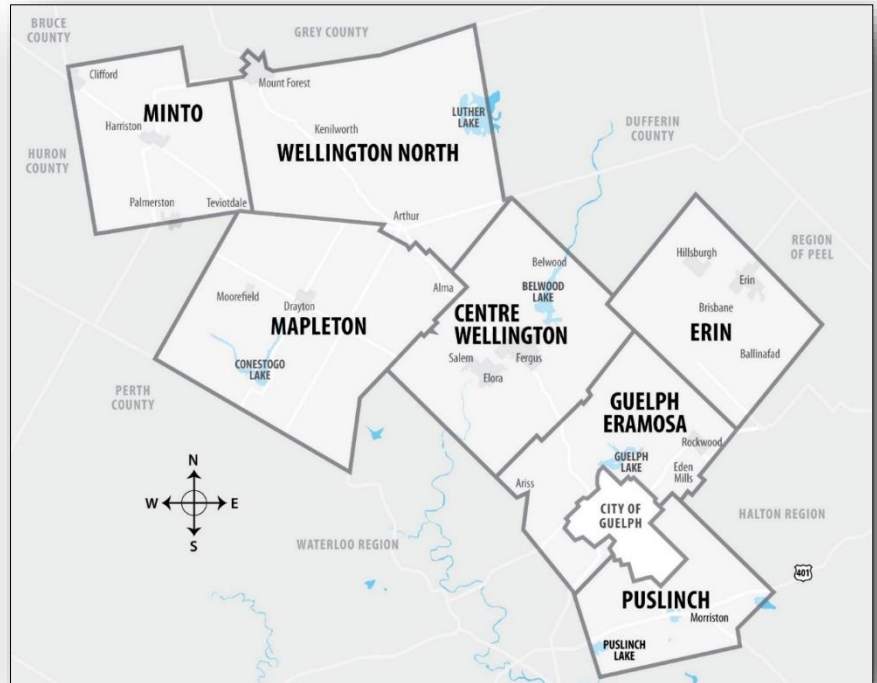 BRUCE
COUNTY
GREY COUNTY
Clifford
Mount Forest
MINTO
LUTHER
LAKE
Harriston
Kenilworth
DUFFERIN
COUNTY
HURON
COUNTY
WELLINGTON NORTH
Palmerston
Teviotdale
Arthur
REGION
OF PEEL
Hillsburgh
Belwood
Erin
Alma
BELWOOD
LAKE
Moorefield
Drayton
Brisbane
MAPLETON
CENTRE
WELLINGTON
ERIN
Ballinafad
Salem
Fergus
Elora
CONESTOGO
LAKE
PERTH
COUNTY
GUELPH
ERAMOSA
Rockwood
GUELPH
LAKE
Eden
Mills
Ariss
N
W
E
S
CITY OF
GUELPH
HALTON REGION
WATERLOO REGION
401
PUSLINCH
Morriston
PUSLINCH
LAKE